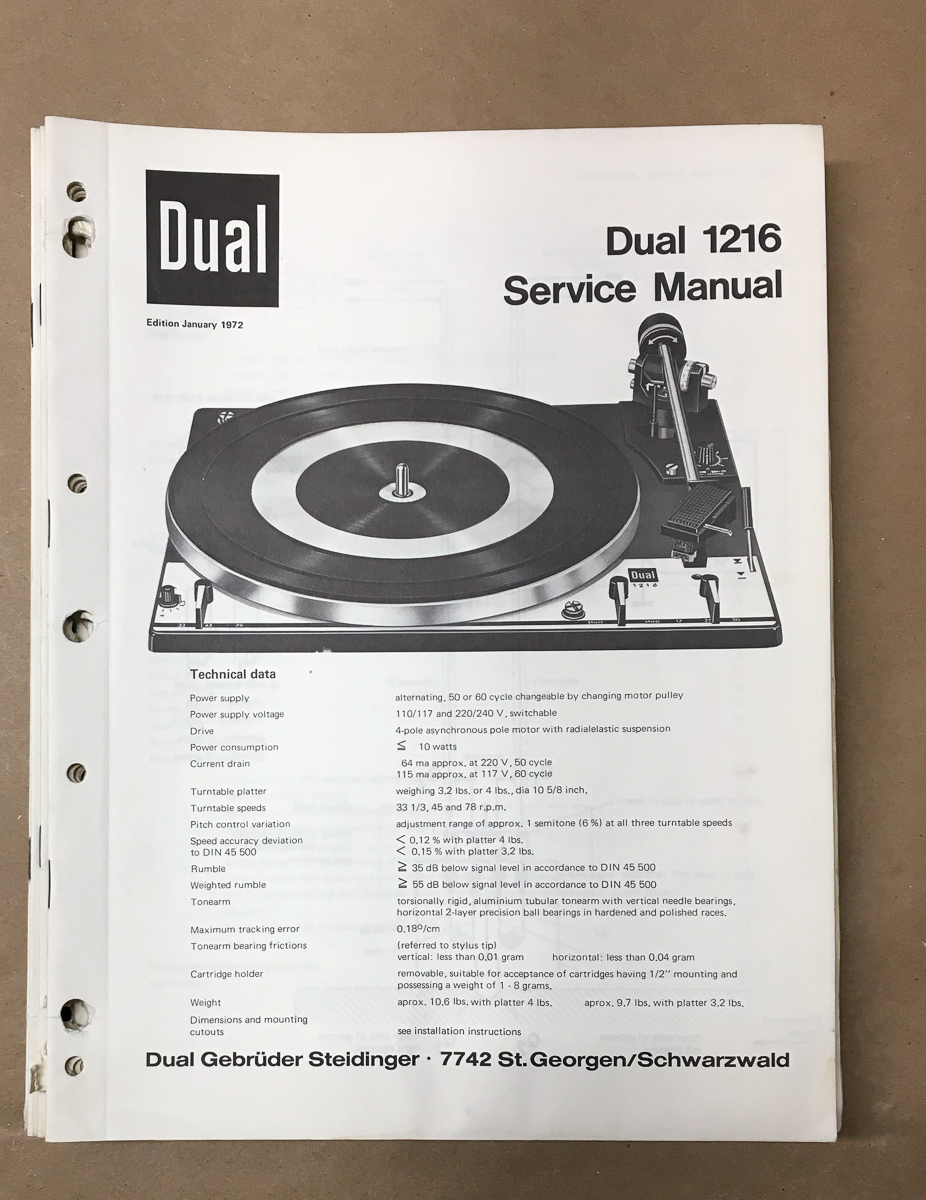 Dual
Dual 1216
Service Manual
Edition January 1972
Dual
1216
33 45 78
start stop 17 25 30
Technical data
Power supply alternating, 50 or 60 cycle changeable by changing motor pulley
Power supply voltage 110/117 and 220/240 V, switchable
Drive 4-pole asynchronous pole motor with radialelastic suspension
Power consumption ≦ 10 watts
Current drain 64 ma approx. at 220 V, 50 cycle
115 ma approx. at 117 V, 60 cycle
Turntable platter weighing 3.2 lbs. or 4 lbs., dia 10 5/8 inch.
Turntable speeds 33 1/3, 45 and 78 r.p.m.
Pitch control variation adjustment range of approx. 1 semitone (6 %) at all three turntable speeds
Speed accuracy deviation < 0.12 % with platter 4 lbs.
to DIN 45 500 < 0.15 % with platter 3.2 lbs.
Rumble ≧ 35 dB below signal level in accordance to DIN 45 500
Weighted rumble ≧ 55 dB below signal level in accordance to DIN 45 500
Tonearm torsionally rigid, aluminium tubular tonearm with vertical needle bearings,
horizontal 2-layer precision ball bearings in hardened and polished races.
Maximum tracking error 0.18º/cm
Tonearm bearing frictions (referred to stylus tip)
vertical: less than 0.01 gram horizontal: less than 0.04 gram
Cartridge holder removable, suitable for acceptance of cartridges having 1/2" mounting and
possessing a weight of 1 - 8 grams.
Weight aprox. 10.6 lbs. with platter 4 lbs. aprox. 9.7 lbs. with platter 3.2 lbs.
Dimensions and mounting
cutouts see installation instructions
Dual Gebrüder Steidinger · 7742 St. Georgen/Schwarzwald